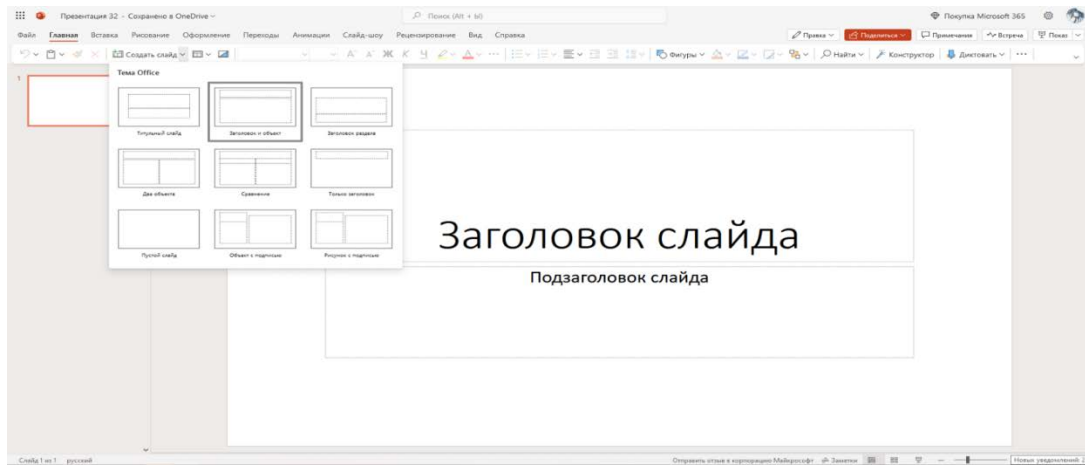 Презентация 32 - Сохранено в OneDrive
Поиск (Alt + Ы)
Покупка Microsoft 365
Файл Главная Вставка Рисование Оформление Переходы Анимации Слайд-шоу Рецензирование Вид Справка
Правка Поделиться Примечания Встреча Показ
Создать слайд Ж К Ч Фигуры Найти Конструктор Диктовать
Тема Office
1
Титульный слайд Заголовок и объект Заголовок раздела
Два объекта Сравнение Только заголовок
Пустой слайд Объект с подписью Рисунок с подписью
Заголовок слайда
Подзаголовок слайда
Слайд 1 из 1 русский
Отправить отзыв в корпорацию Майкрософт Заметки
Новых уведомлений: